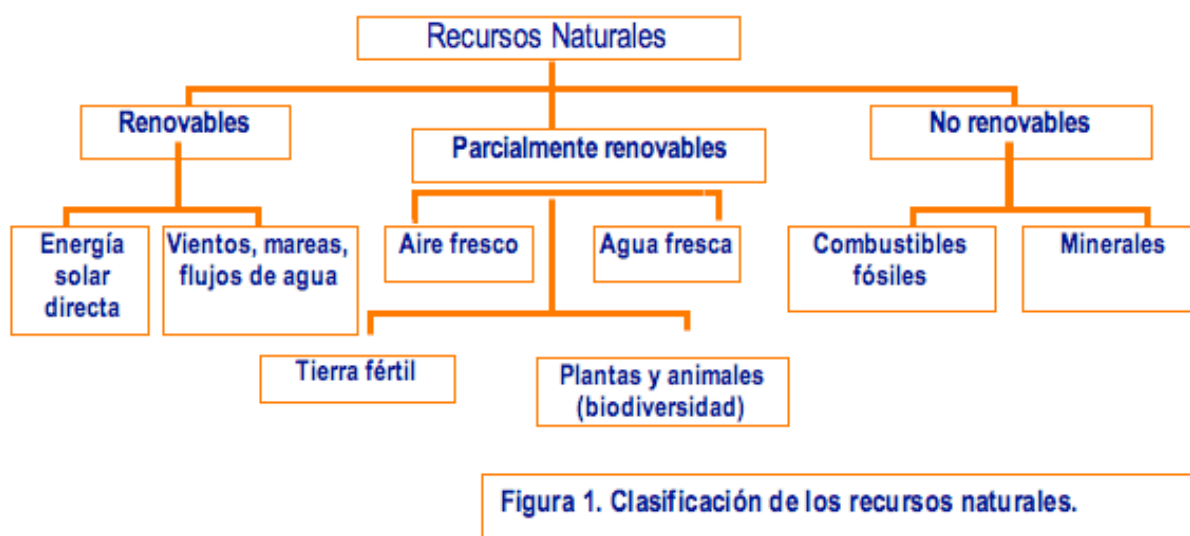 Recursos Naturales
Renovables
Parcialmente renovables
No renovables
Energía
solar
directa
Vientos, mareas,
flujos de agua
Aire fresco
Agua fresca
Combustibles
fósiles
Minerales
Tierra fértil
Plantas y animales
(biodiversidad)
Figura 1. Clasificación de los recursos naturales.